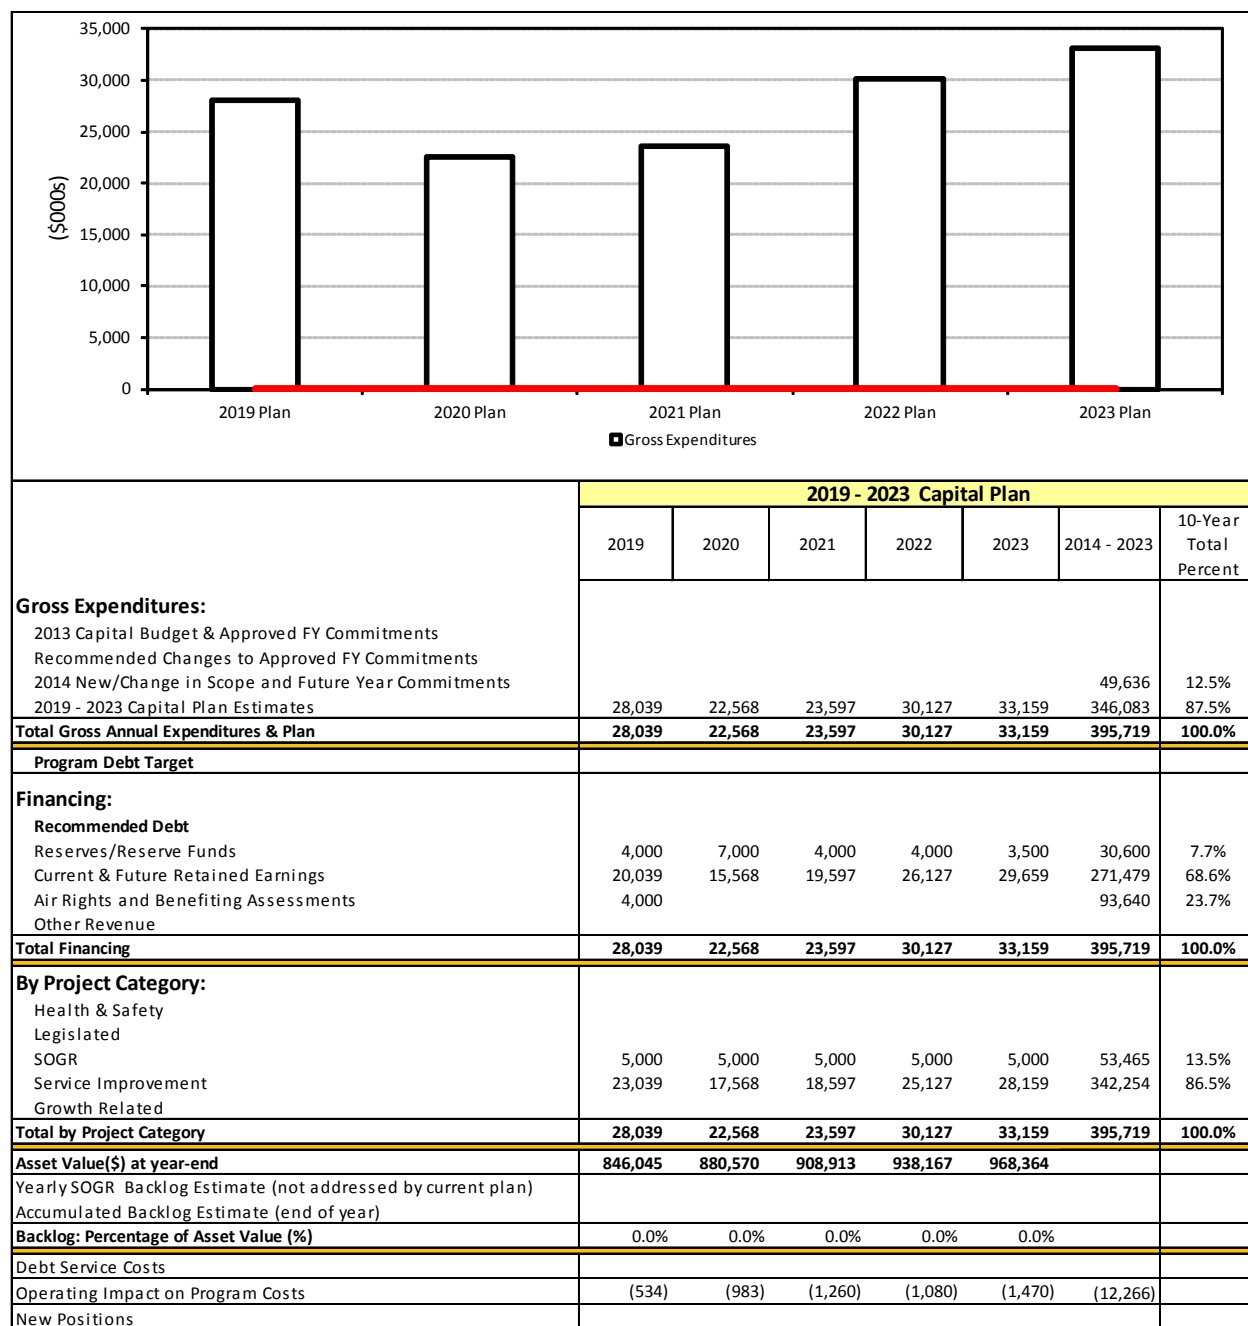 35,000
30,000
25,000
20,000
15,000
10,000
5,000
0
($000s)
2019 Plan 2020 Plan 2021 Plan 2022 Plan 2023 Plan
Gross Expenditures
2019 - 2023 Capital Plan
2019 2020 2021 2022 2023 2014 - 2023 10-Year
Total
Percent
Gross Expenditures:
2013 Capital Budget & Approved FY Commitments
Recommended Changes to Approved FY Commitments
2014 New/Change in Scope and Future Year Commitments 49,636 12.5%
2019 - 2023 Capital Plan Estimates 28,039 22,568 23,597 30,127 33,159 346,083 87.5%
Total Gross Annual Expenditures & Plan 28,039 22,568 23,597 30,127 33,159 395,719 100.0%
Program Debt Target
Financing:
Recommended Debt
Reserves/Reserve Funds 4,000 7,000 4,000 4,000 3,500 30,600 7.7%
Current & Future Retained Earnings 20,039 15,568 19,597 26,127 29,659 271,479 68.6%
Air Rights and Benefiting Assessments 4,000 93,640 23.7%
Other Revenue
Total Financing 28,039 22,568 23,597 30,127 33,159 395,719 100.0%
By Project Category:
Health & Safety
Legislated
SOGR 5,000 5,000 5,000 5,000 5,000 53,465 13.5%
Service Improvement 23,039 17,568 18,597 25,127 28,159 342,254 86.5%
Growth Related
Total by Project Category 28,039 22,568 23,597 30,127 33,159 395,719 100.0%
Asset Value($) at year-end 846,045 880,570 908,913 938,167 968,364
Yearly SOGR Backlog Estimate (not addressed by current plan)
Accumulated Backlog Estimate (end of year)
Backlog: Percentage of Asset Value (%) 0.0% 0.0% 0.0% 0.0% 0.0%
Debt Service Costs
Operating Impact on Program Costs (534) (983) (1,260) (1,080) (1,470) (12,266)
New Positions